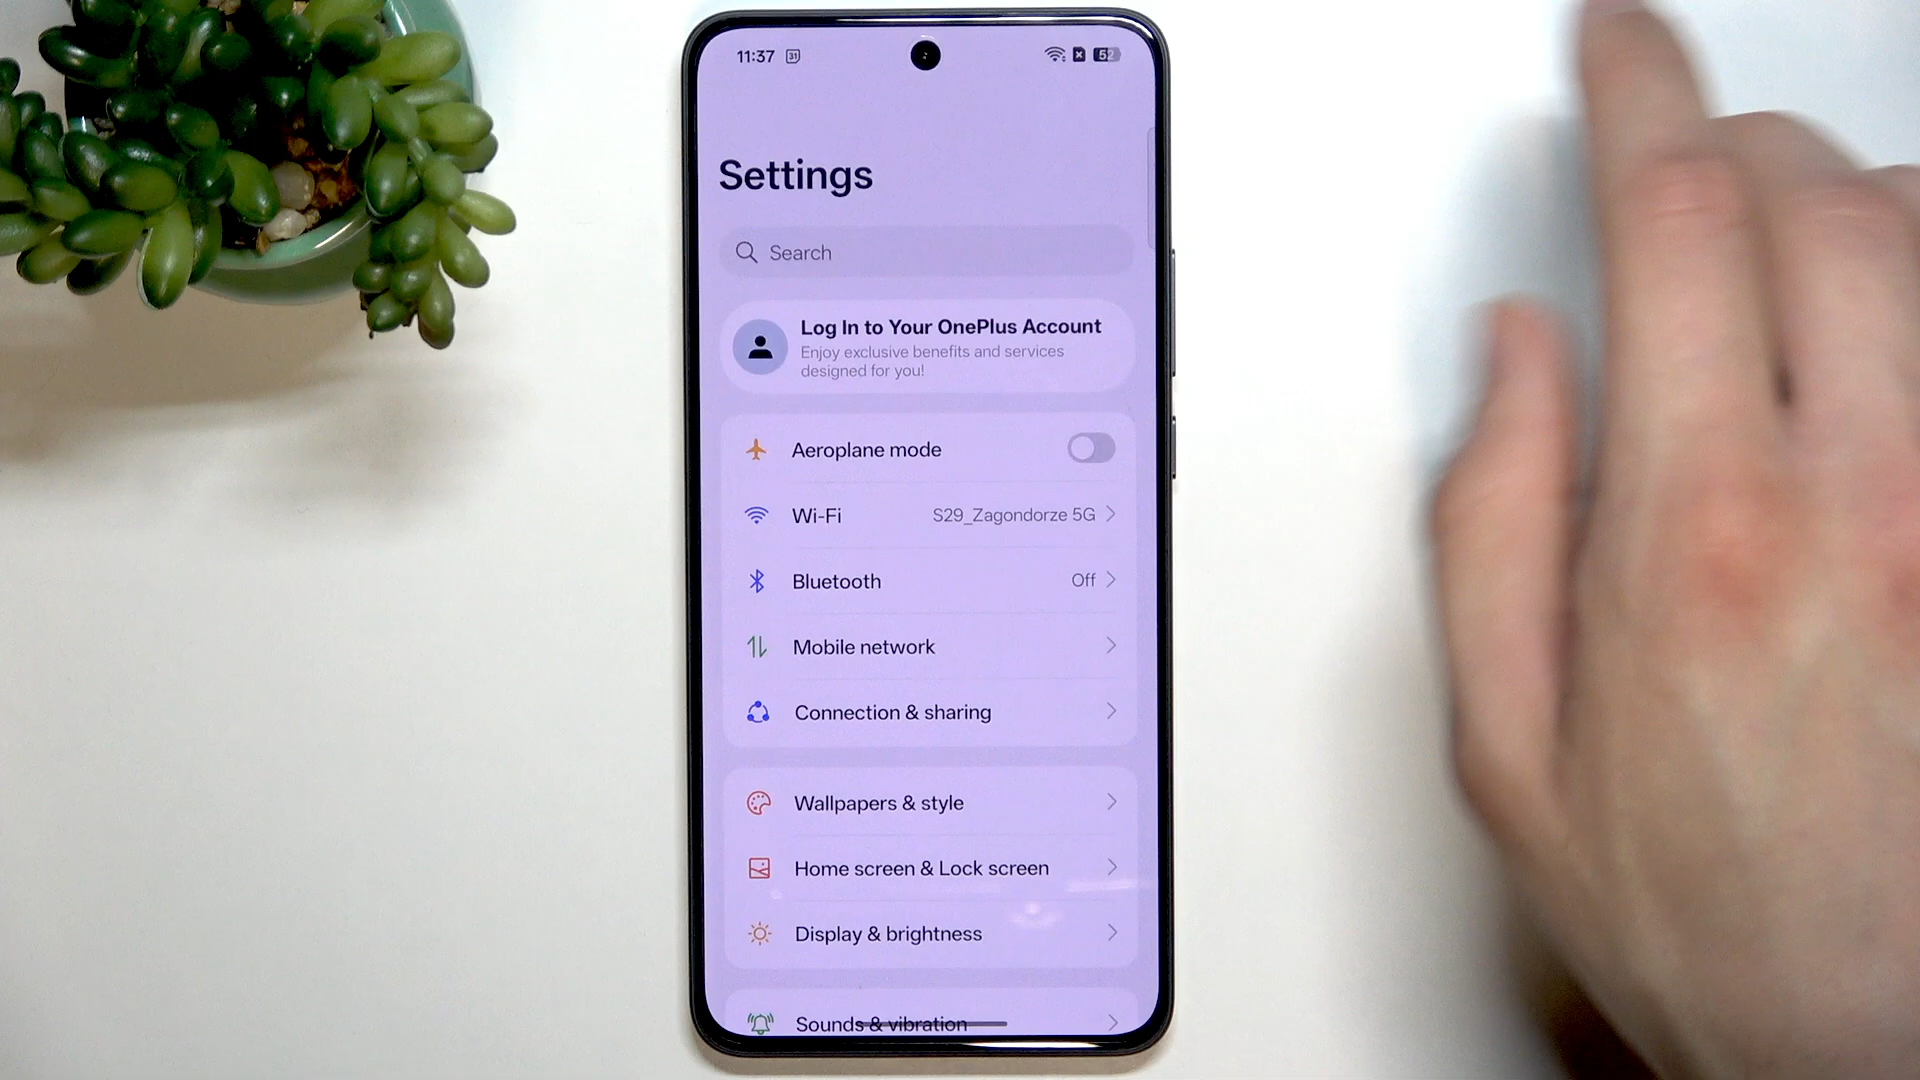 11:37 31 52
Settings
Search
Log In to Your OnePlus Account
Enjoy exclusive benefits and services
designed for you!
Aeroplane mode
Wi-Fi S29_Zagondorze 5G
Bluetooth Off
Mobile network
Connection & sharing
Wallpapers & style
Home screen & Lock screen
Display & brightness
Sounds & vibration